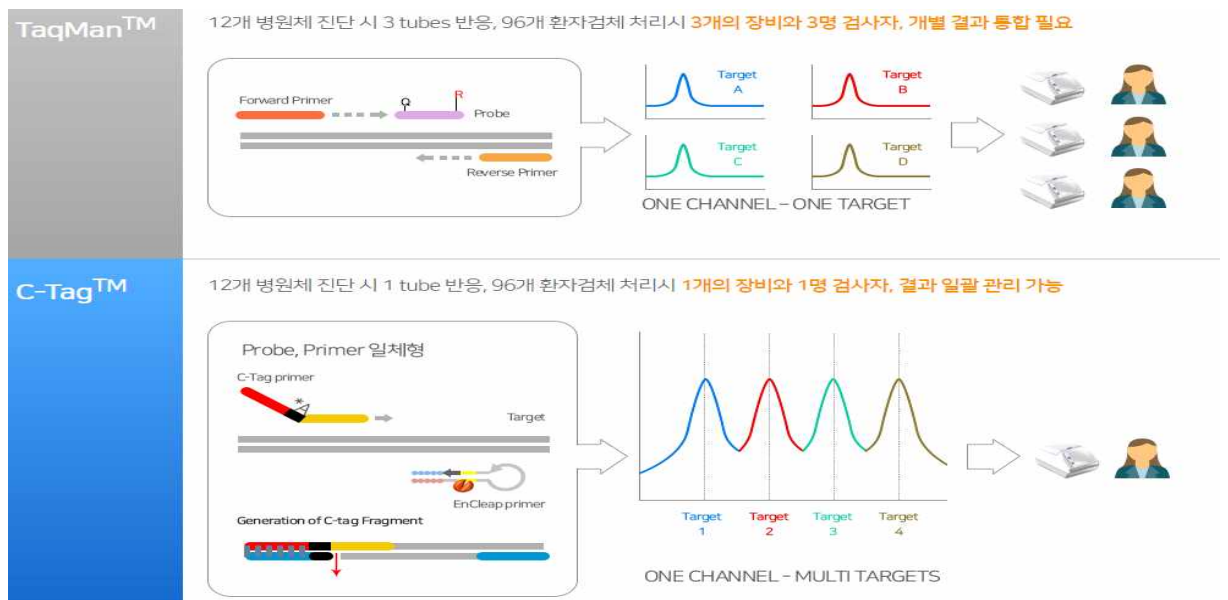 TaqMan™
12개 병원체 진단 시 3 tubes 반응, 96개 환자검체 처리시 3개의 장비와 3명 검사자, 개별 결과 통합 필요
Forward Primer
Q
R
Probe
Reverse Primer
Target
A
Target
B
Target
C
Target
D
ONE CHANNEL – ONE TARGET
C-Tag™
12개 병원체 진단 시 1 tube 반응, 96개 환자검체 처리시 1개의 장비와 1명 검사자, 결과 일괄 관리 가능
Probe, Primer 일체형
C-Tag primer
*
Target
EnCleap primer
Generation of C-tag Fragment
Target
1
Target
2
Target
3
Target
4
ONE CHANNEL – MULTI TARGETS